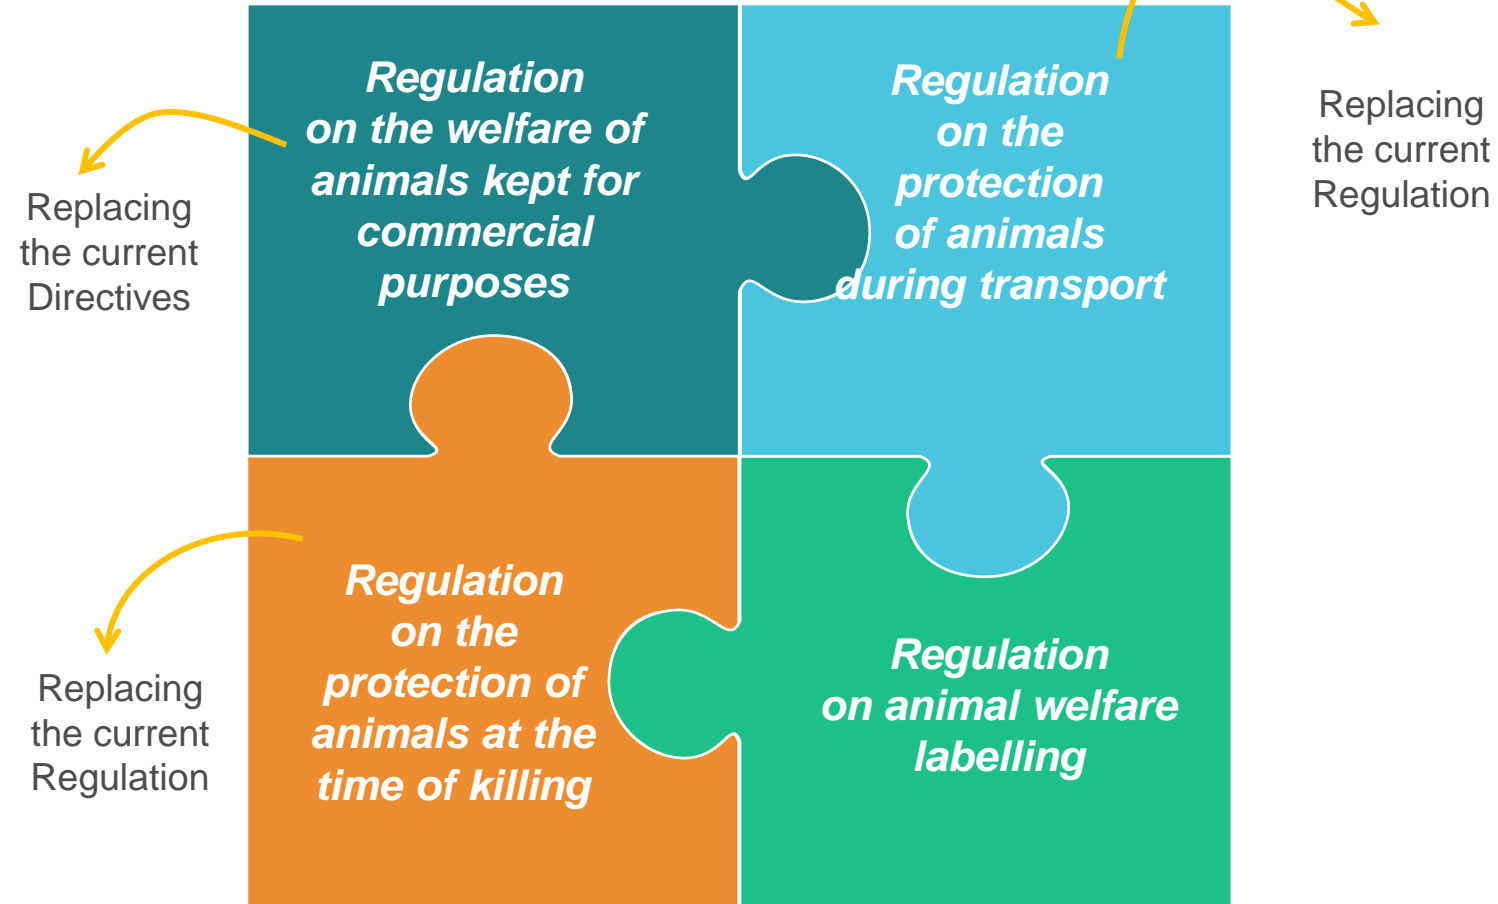 Regulation
on the welfare of
animals kept for
commercial
purposes
Replacing
the current
Directives
Regulation
on the
protection
of animals
during transport
Replacing
the current
Regulation
Regulation
on the
protection of
animals at the
time of killing
Replacing
the current
Regulation
Regulation
on animal welfare
labelling